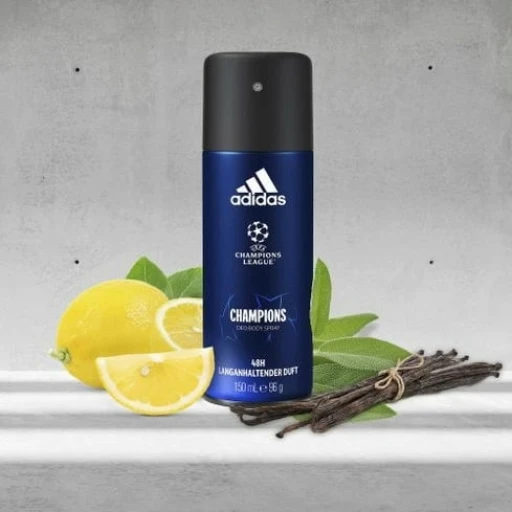 adidas
CHAMPIONS
LEAGUE
CHAMPIONS
DEO BODY SPRAY
48H
LANGANHALTENDER DUFT
150 mL e 96 g